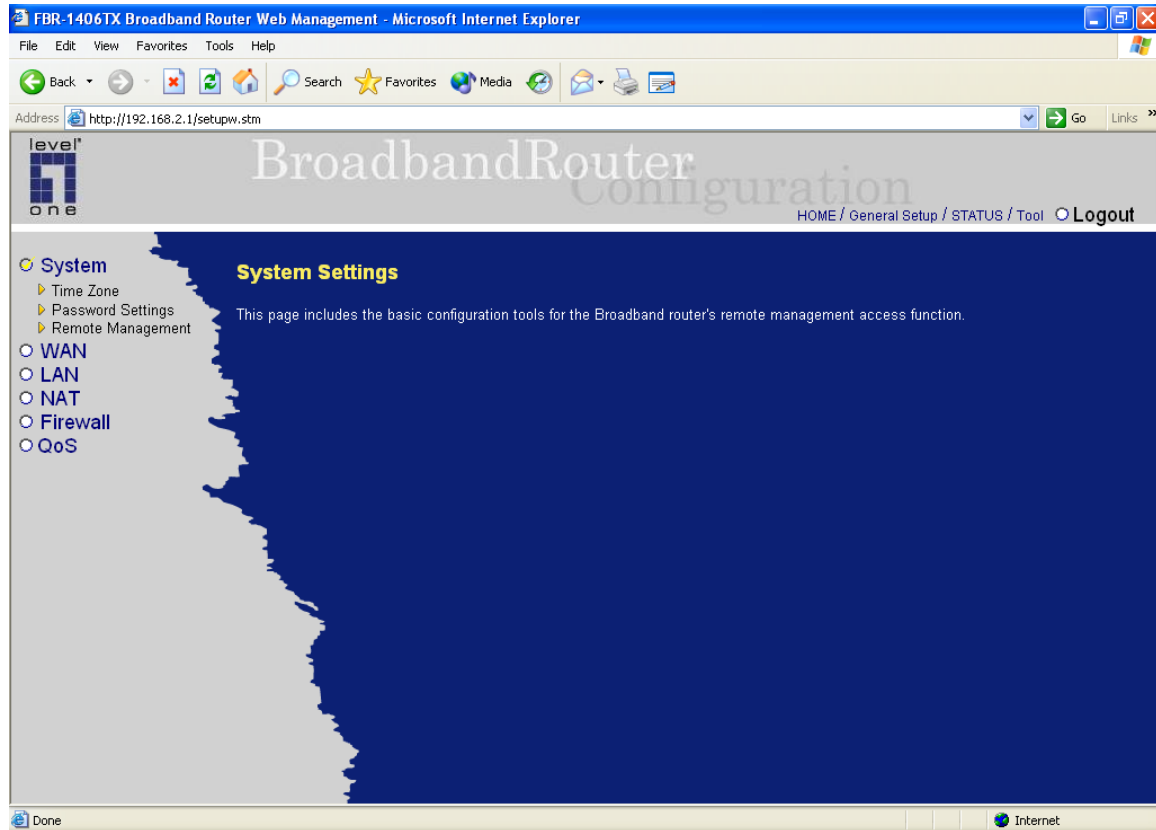 FBR-1406TX Broadband Router Web Management - Microsoft Internet Explorer
File Edit View Favorites Tools Help
Back Search Favorites Media
Address http://192.168.2.1/setupw.stm Go Links »
level
one
BroadbandRouter
Configuration
HOME / General Setup / STATUS / Tool Logout
System
Time Zone
Password Settings
Remote Management
WAN
LAN
NAT
Firewall
QoS
System Settings
This page includes the basic configuration tools for the Broadband router's remote management access function.
Done Internet